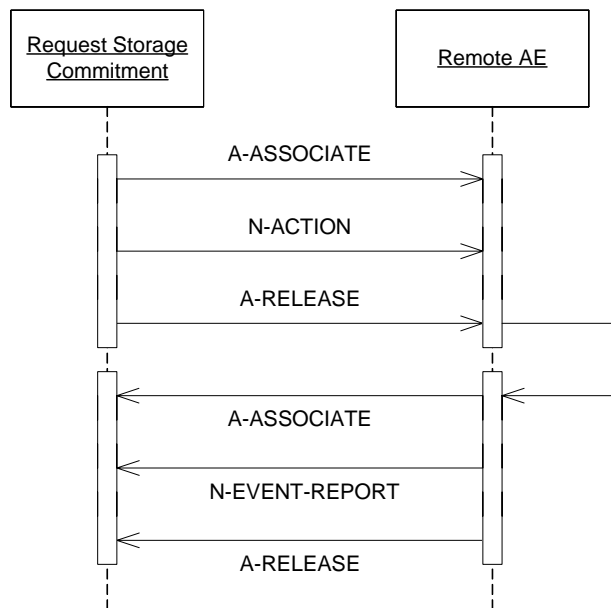 Request Storage
Commitment
Remote AE
A-ASSOCIATE
N-ACTION
A-RELEASE
A-ASSOCIATE
N-EVENT-REPORT
A-RELEASE